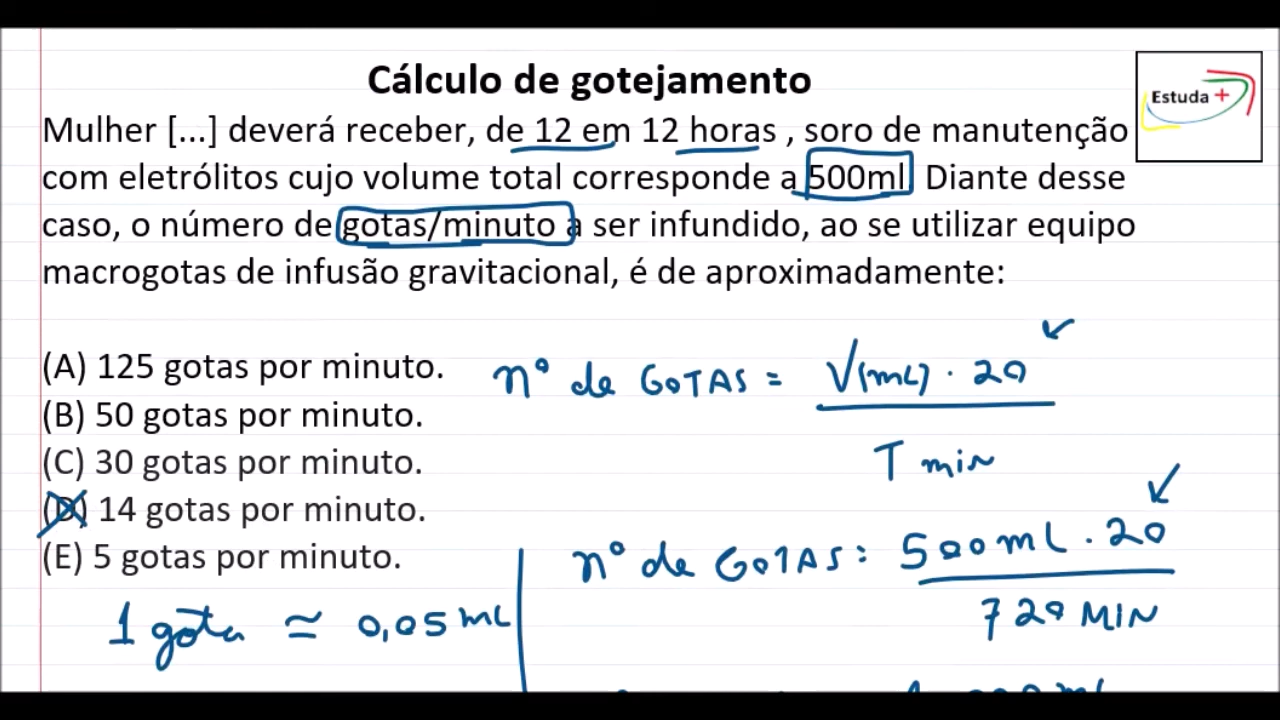 Cálculo de gotejamento
Estuda +
Mulher [...] deverá receber, de 12 em 12 horas , soro de manutenção
com eletrólitos cujo volume total corresponde a 500ml. Diante desse
caso, o número de gotas/minuto a ser infundido, ao se utilizar equipo
macrogotas de infusão gravitacional, é de aproximadamente:
(A) 125 gotas por minuto.
(B) 50 gotas por minuto.
(C) 30 gotas por minuto.
(D) 14 gotas por minuto.
(E) 5 gotas por minuto.
nº de GOTAS = V(mL) . 20
T min
nº de GOTAS = 500mL . 20
720 MIN
1 gota ≃ 0,05 mL